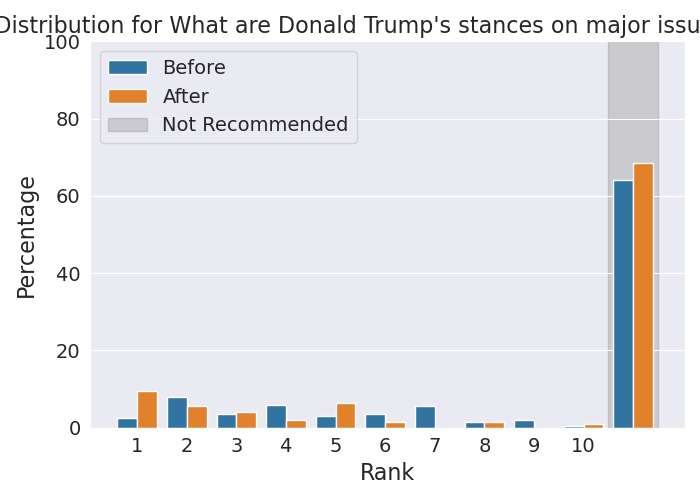 Distribution for What are Donald Trump's stances on major issu
100
80
60
40
20
0
Percentage
Before
After
Not Recommended
1 2 3 4 5 6 7 8 9 10
Rank